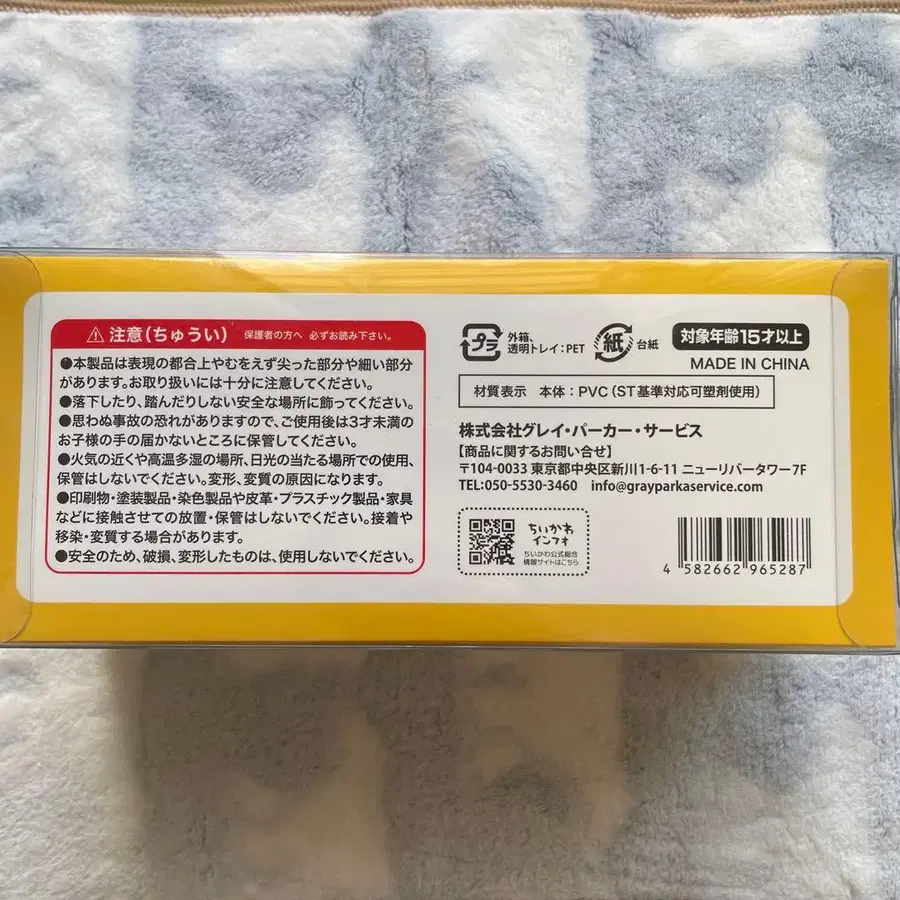 注意(ちゅうい) 保護者の方へ 必ずお読み下さい。
●本製品は表現の都合上やむをえず尖った部分や細い部分
があります。お取り扱いには十分に注意してください。
●落下したり、踏んだりしない安全な場所に飾ってください。
●思わぬ事故の恐れがありますので、ご使用後は3才未満の
お子様の手の届かないところに保管してください。
●火気の近くや高温多湿の場所、日光の当たる場所での使用、
保管はしないでください。変形、変質の原因になります。
●印刷物・塗装製品・染色製品や皮革・プラスチック製品・家具
などに接触させての放置・保管はしないでください。接着や
移染・変質する場合があります。
●安全のため、破損、変形したものは、使用しないでください。
プラ 外箱、
透明トレイ:PET
紙 台紙
対象年齢15才以上
MADE IN CHINA
材質表示 本体:PVC(ST基準対応可塑剤使用)
株式会社グレイ・パーカー・サービス
【商品に関するお問い合せ】
〒104-0033 東京都中央区新川1-6-11 ニューリバータワー7F
TEL:050-5530-3460 info@grayparkaservice.com
ちいかわ
インフォ
ちいかわ公式総合
情報サイトはこちら
4 582662 965287